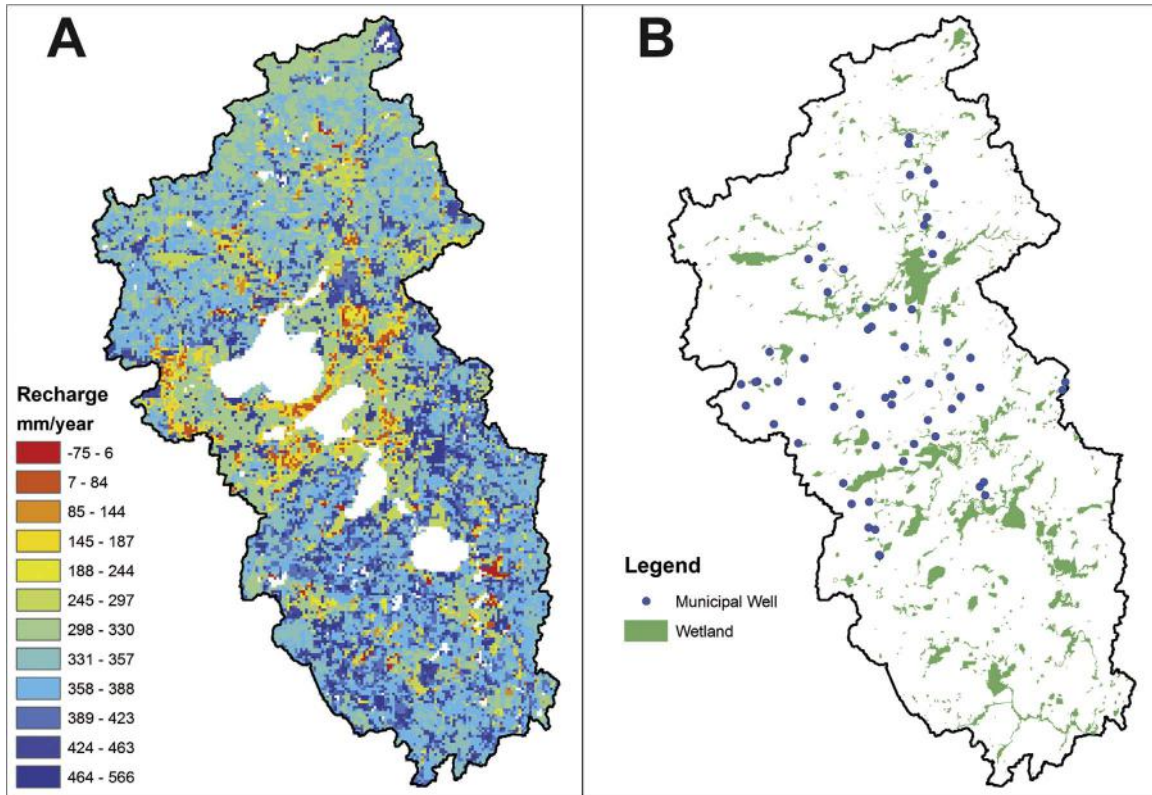 A
Recharge
mm/year
-75 - 6
7 - 84
85 - 144
145 - 187
188 - 244
245 - 297
298 - 330
331 - 357
358 - 388
389 - 423
424 - 463
464 - 566
B
Legend
Municipal Well
Wetland